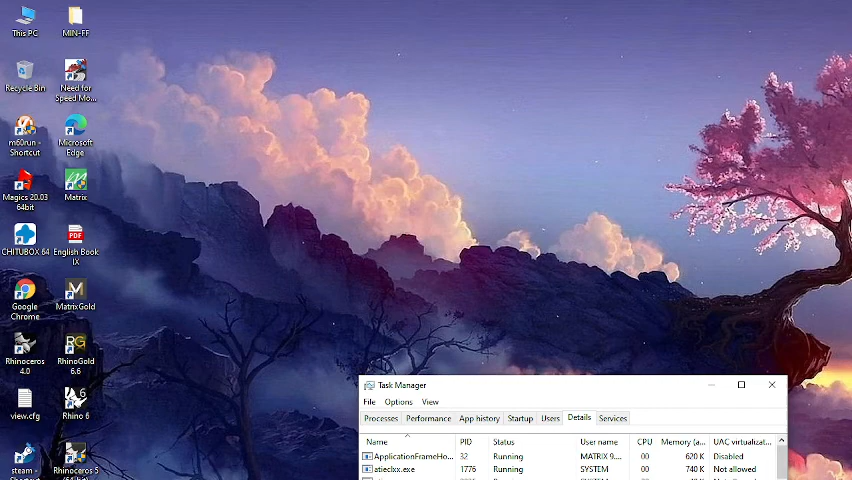 This PC
MIN-FF
Recycle Bin
Need for
Speed Mo...
m60run -
Shortcut
Microsoft
Edge
Magics 20.03
64bit
Matrix
CHITUBOX 64
English Book
IX
Google
Chrome
MatrixGold
Rhinoceros
4.0
RhinoGold
6.6
view.cfg
Rhino 6
steam -
Shortcut
Rhinoceros 5
Task Manager
File Options View
Processes Performance App history Startup Users Details Services
Name PID Status User name CPU Memory (a... UAC virtualizat...
ApplicationFrameHo... 32 Running MATRIX 9... 00 620 K Disabled
atieclxx.exe 1776 Running SYSTEM 00 740 K Not allowed